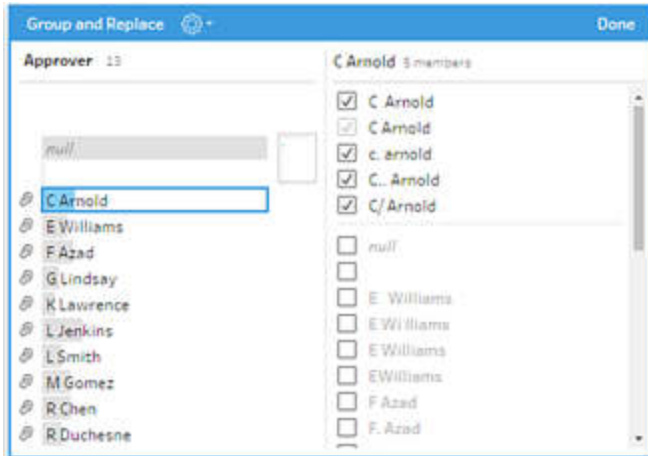 Group and Replace
Done
Approver 13
null
C Arnold
E Williams
F Azad
G Lindsay
K Lawrence
L Jenkins
L Smith
M Gomez
R Chen
R Duchesne
C Arnold 5 members
C  Arnold
C Arnold
c. arnold
C.. Arnold
C/ Arnold
null
E.  Williams
E Wi lliams
E Williams
EWilliams
F Azad
F. Azad